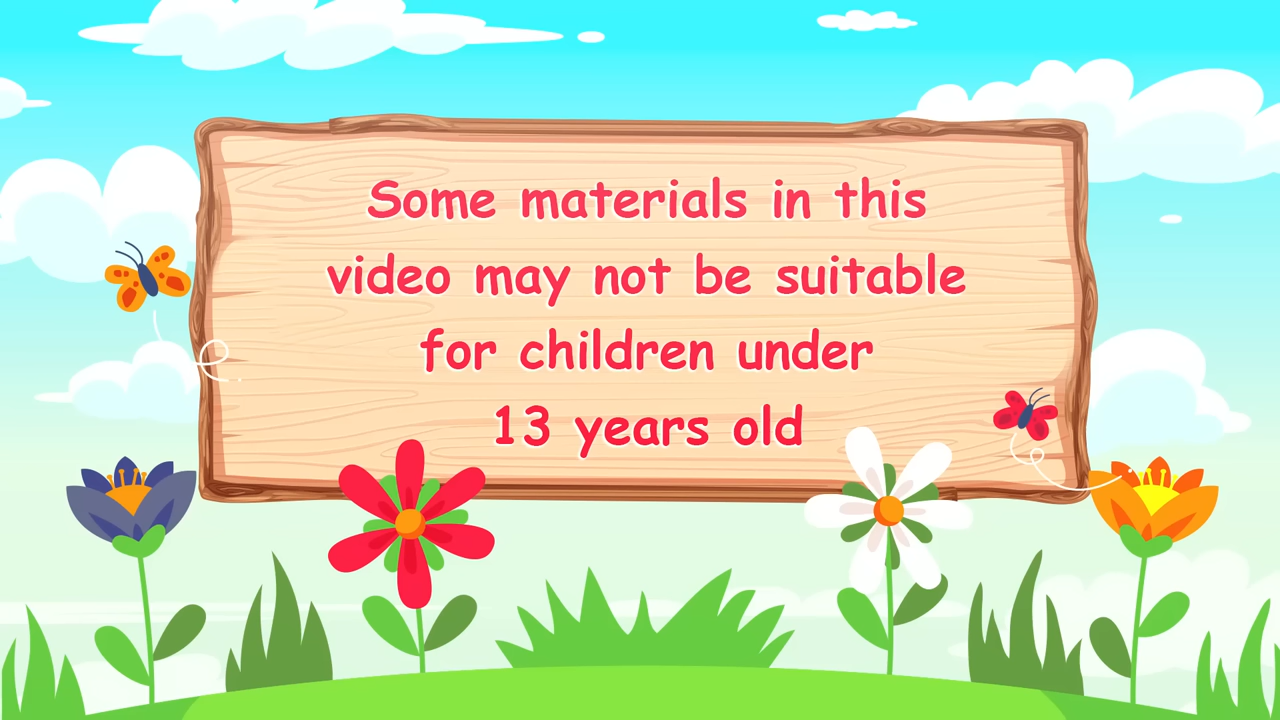 Some materials in this
video may not be suitable
for children under
13 years old